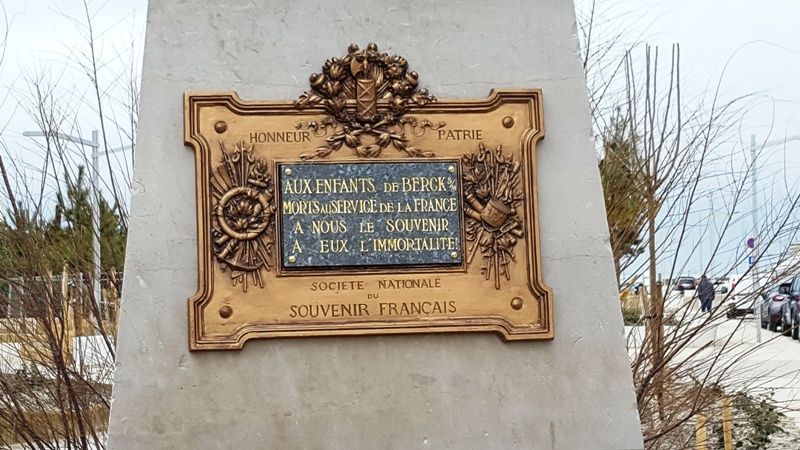 HONNEUR PATRIE
AUX ENFANTS DE BERCK S/M
MORTS AU SERVICE DE LA FRANCE
A NOUS LE SOUVENIR
A EUX L'IMMORTALITÉ!
SOCIETE NATIONALE
DU
SOUVENIR FRANÇAIS